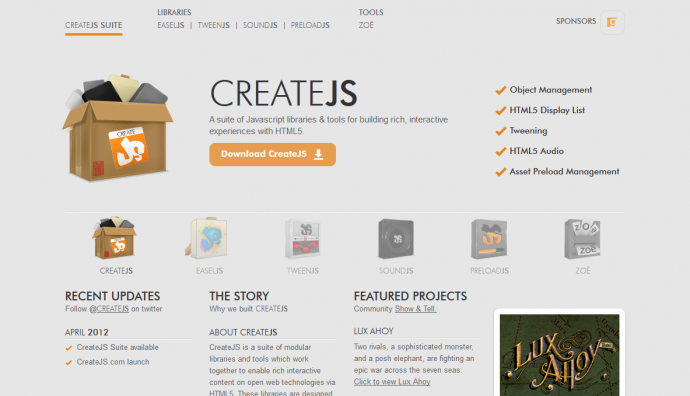 CREATEJS SUITE
LIBRARIES
EASELJS | TWEENJS | SOUNDJS | PRELOADJS
TOOLS
ZOË
SPONSORS
CREATE
JS
CREATEJS
A suite of Javascript libraries & tools for building rich, interactive
experiences with HTML5.
Download CreateJS
Object Management
HTML5 Display List
Tweening
HTML5 Audio
Asset Preload Management
CREATEJS
EASELJS
TWEENJS
SOUNDJS
PRELOADJS
ZOË
RECENT UPDATES
Follow @CREATEJS on twitter
APRIL 2012
CreateJS Suite available
CreateJS.com launch
THE STORY
Why we built CREATEJS
ABOUT CREATEJS
CreateJS is a suite of modular
libraries and tools which work
together to enable rich interactive
content on open web technologies via
HTML5. These libraries are designed
FEATURED PROJECTS
Community Show & Tell.
LUX AHOY
Two rivals, a sophisticated monster,
and a posh elephant, are fighting an
epic war across the seven seas.
Click to view Lux Ahoy
LUX
AHOY